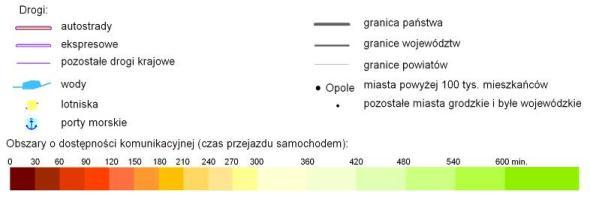 Drogi:
autostrady
ekspresowe
pozostałe drogi krajowe
wody
lotniska
porty morskie
granica państwa
granice województw
granice powiatów
Opole miasta powyżej 100 tys. mieszkańców
pozostałe miasta grodzkie i byłe wojewódzkie
Obszary o dostępności komunikacyjnej (czas przejazdu samochodem):
0 30 60 90 120 150 180 210 240 270 300 360 420 480 540 600 min.